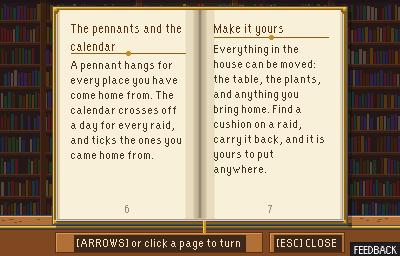 The pennants and the
calendar
A pennant hangs for
every place you have
come home from. The
calendar crosses off
a day for every raid,
and ticks the ones you
came home from.
6
Make it yours
Everything in the
house can be moved:
the table, the plants,
and anything you
bring home. Find a
cushion on a raid,
carry it back, and it is
yours to put
anywhere.
7
[ARROWS] or click a page to turn
[ESC] CLOSE
FEEDBACK